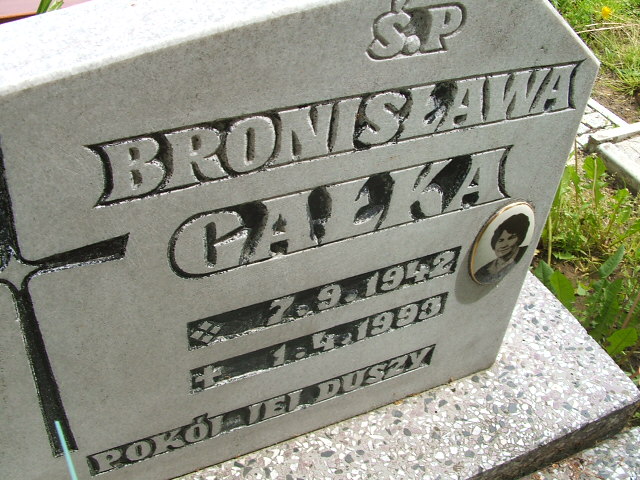 Ś.P
BRONISŁAWA
GAŁKA
7.9.1942
1.4.1993
POKÓJ JEJ DUSZY